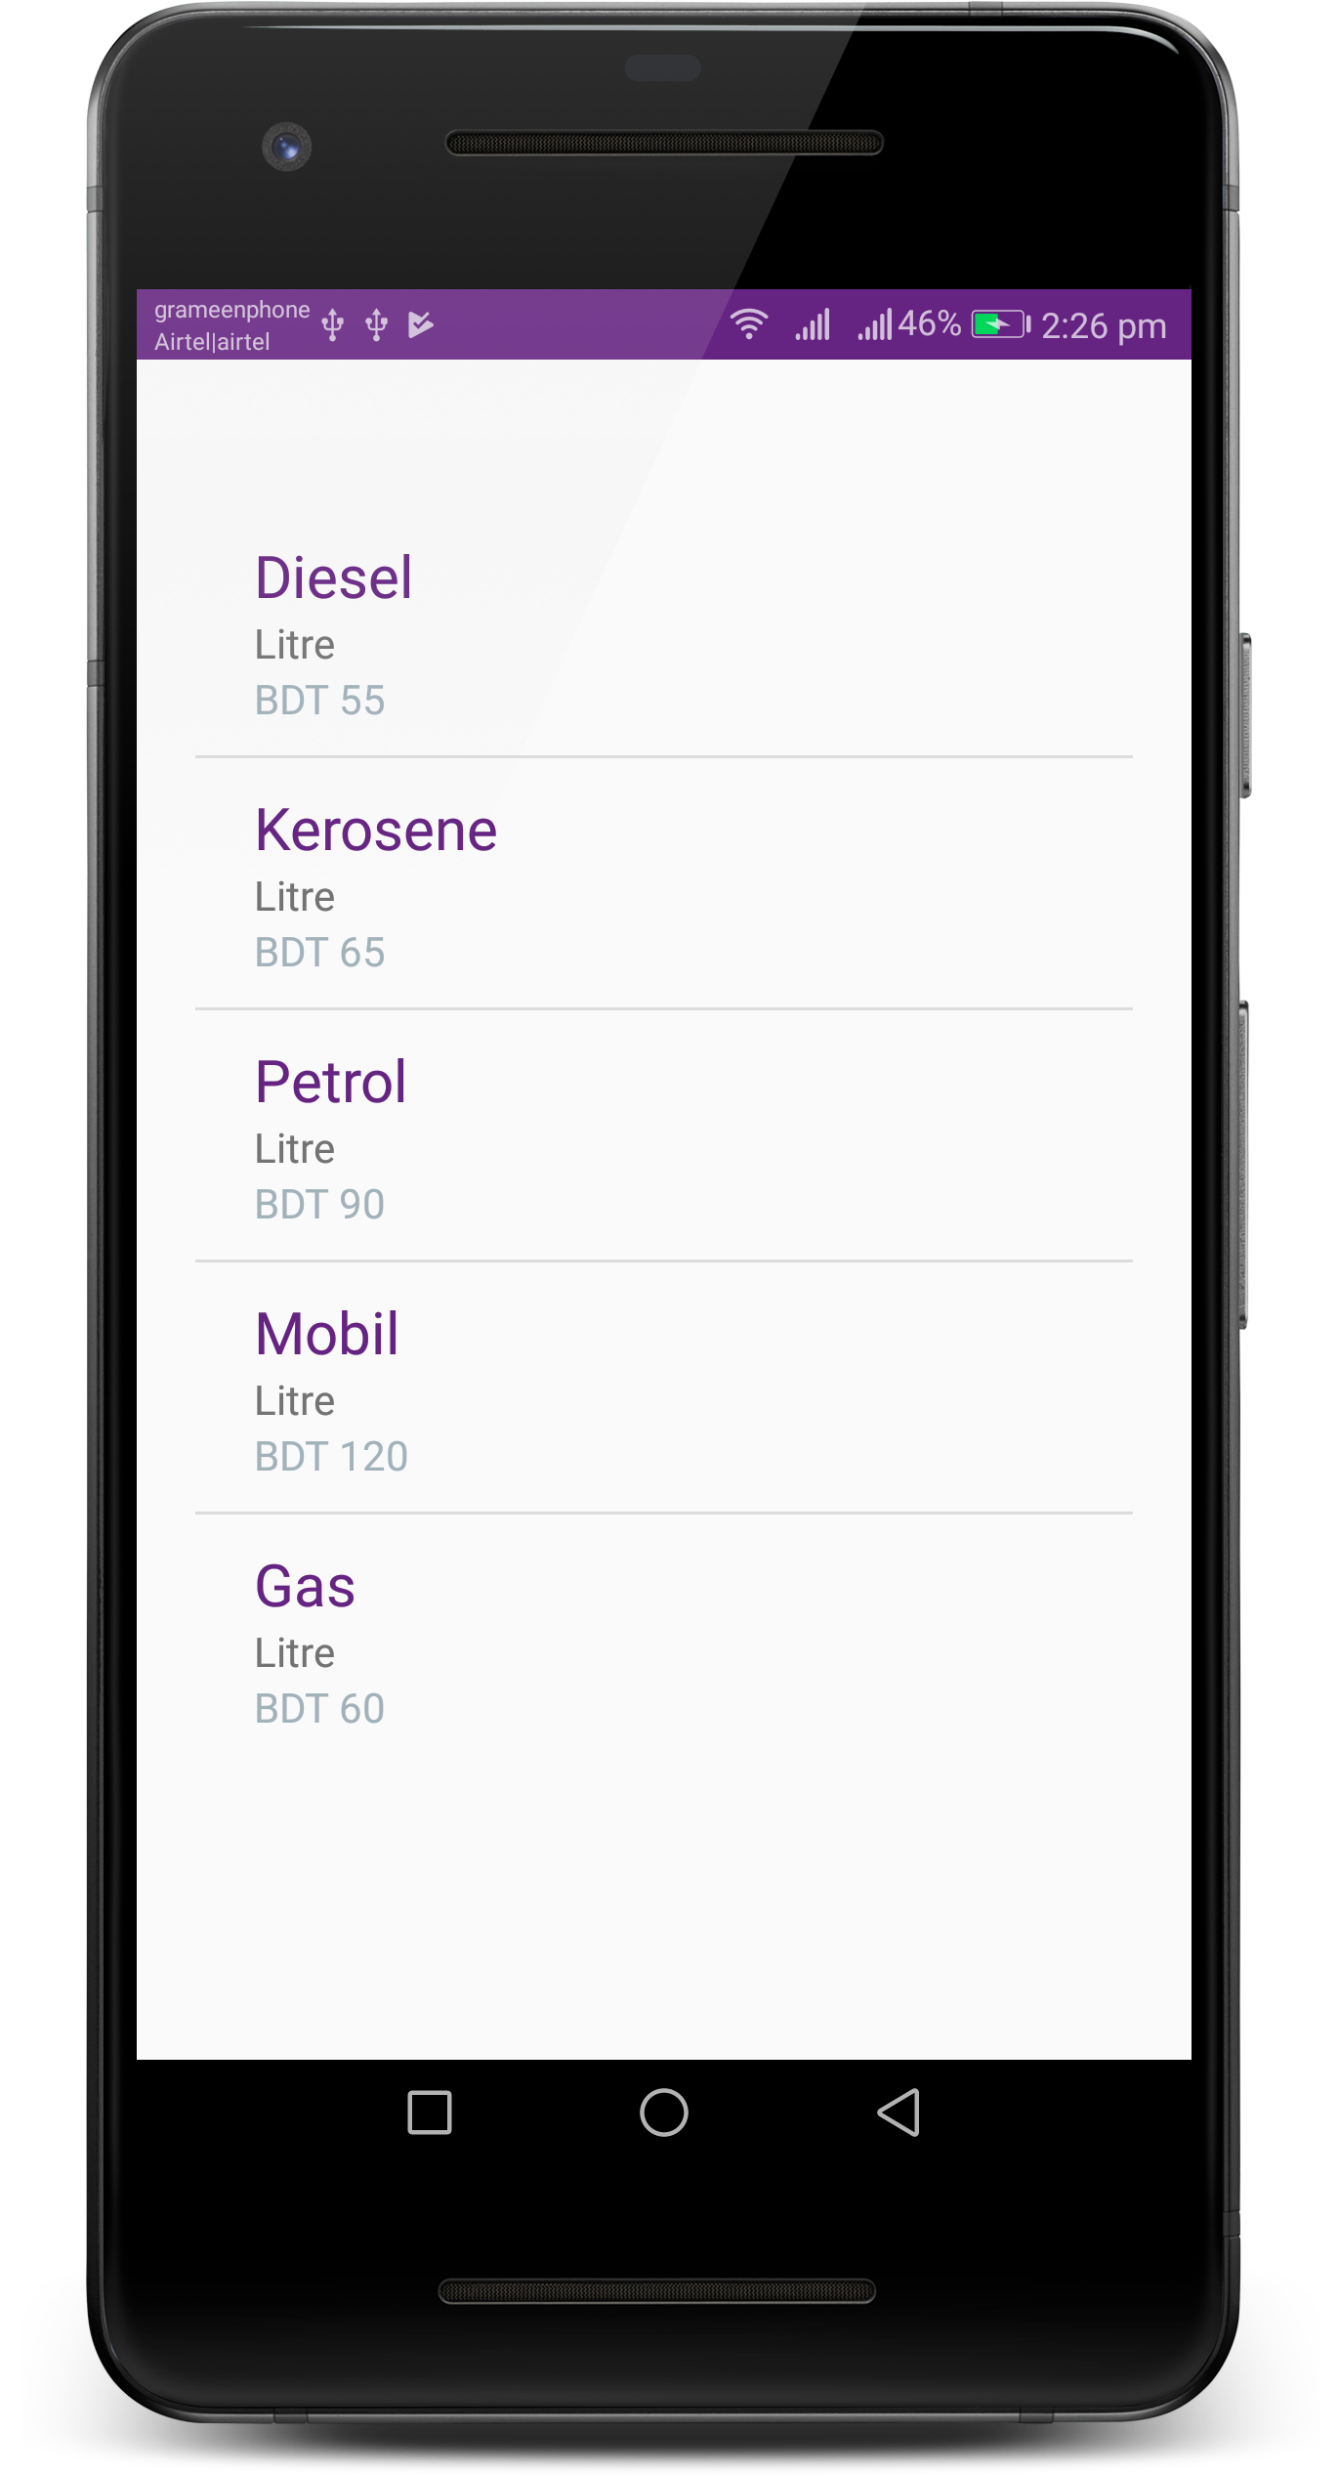 grameenphone
Airtel|airtel
46%
2:26 pm
Diesel
Litre
BDT 55
Kerosene
Litre
BDT 65
Petrol
Litre
BDT 90
Mobil
Litre
BDT 120
Gas
Litre
BDT 60